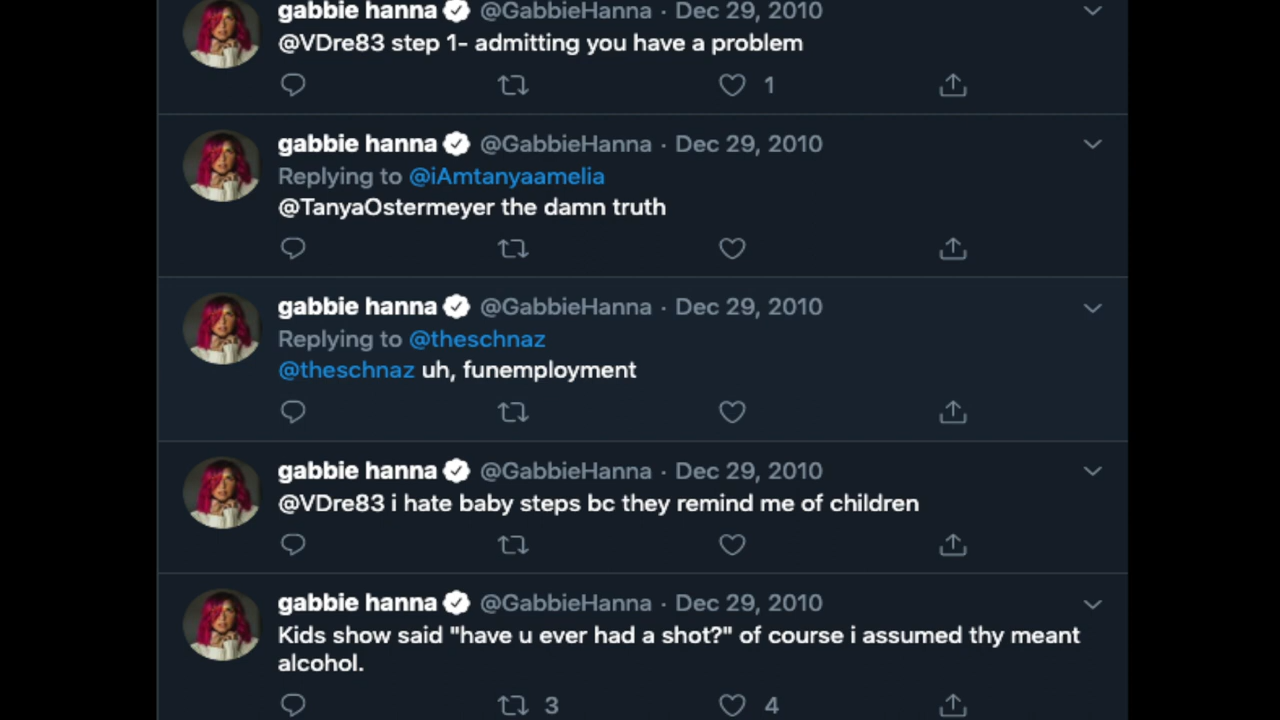 gabbie hanna @GabbieHanna · Dec 29, 2010
@VDre83 step 1- admitting you have a problem
1
gabbie hanna @GabbieHanna · Dec 29, 2010
Replying to @iAmtanyaamelia
@TanyaOstermeyer the damn truth
gabbie hanna @GabbieHanna · Dec 29, 2010
Replying to @theschnaz
@theschnaz uh, funemployment
gabbie hanna @GabbieHanna · Dec 29, 2010
@VDre83 i hate baby steps bc they remind me of children
gabbie hanna @GabbieHanna · Dec 29, 2010
Kids show said "have u ever had a shot?" of course i assumed thy meant
alcohol.
3 4